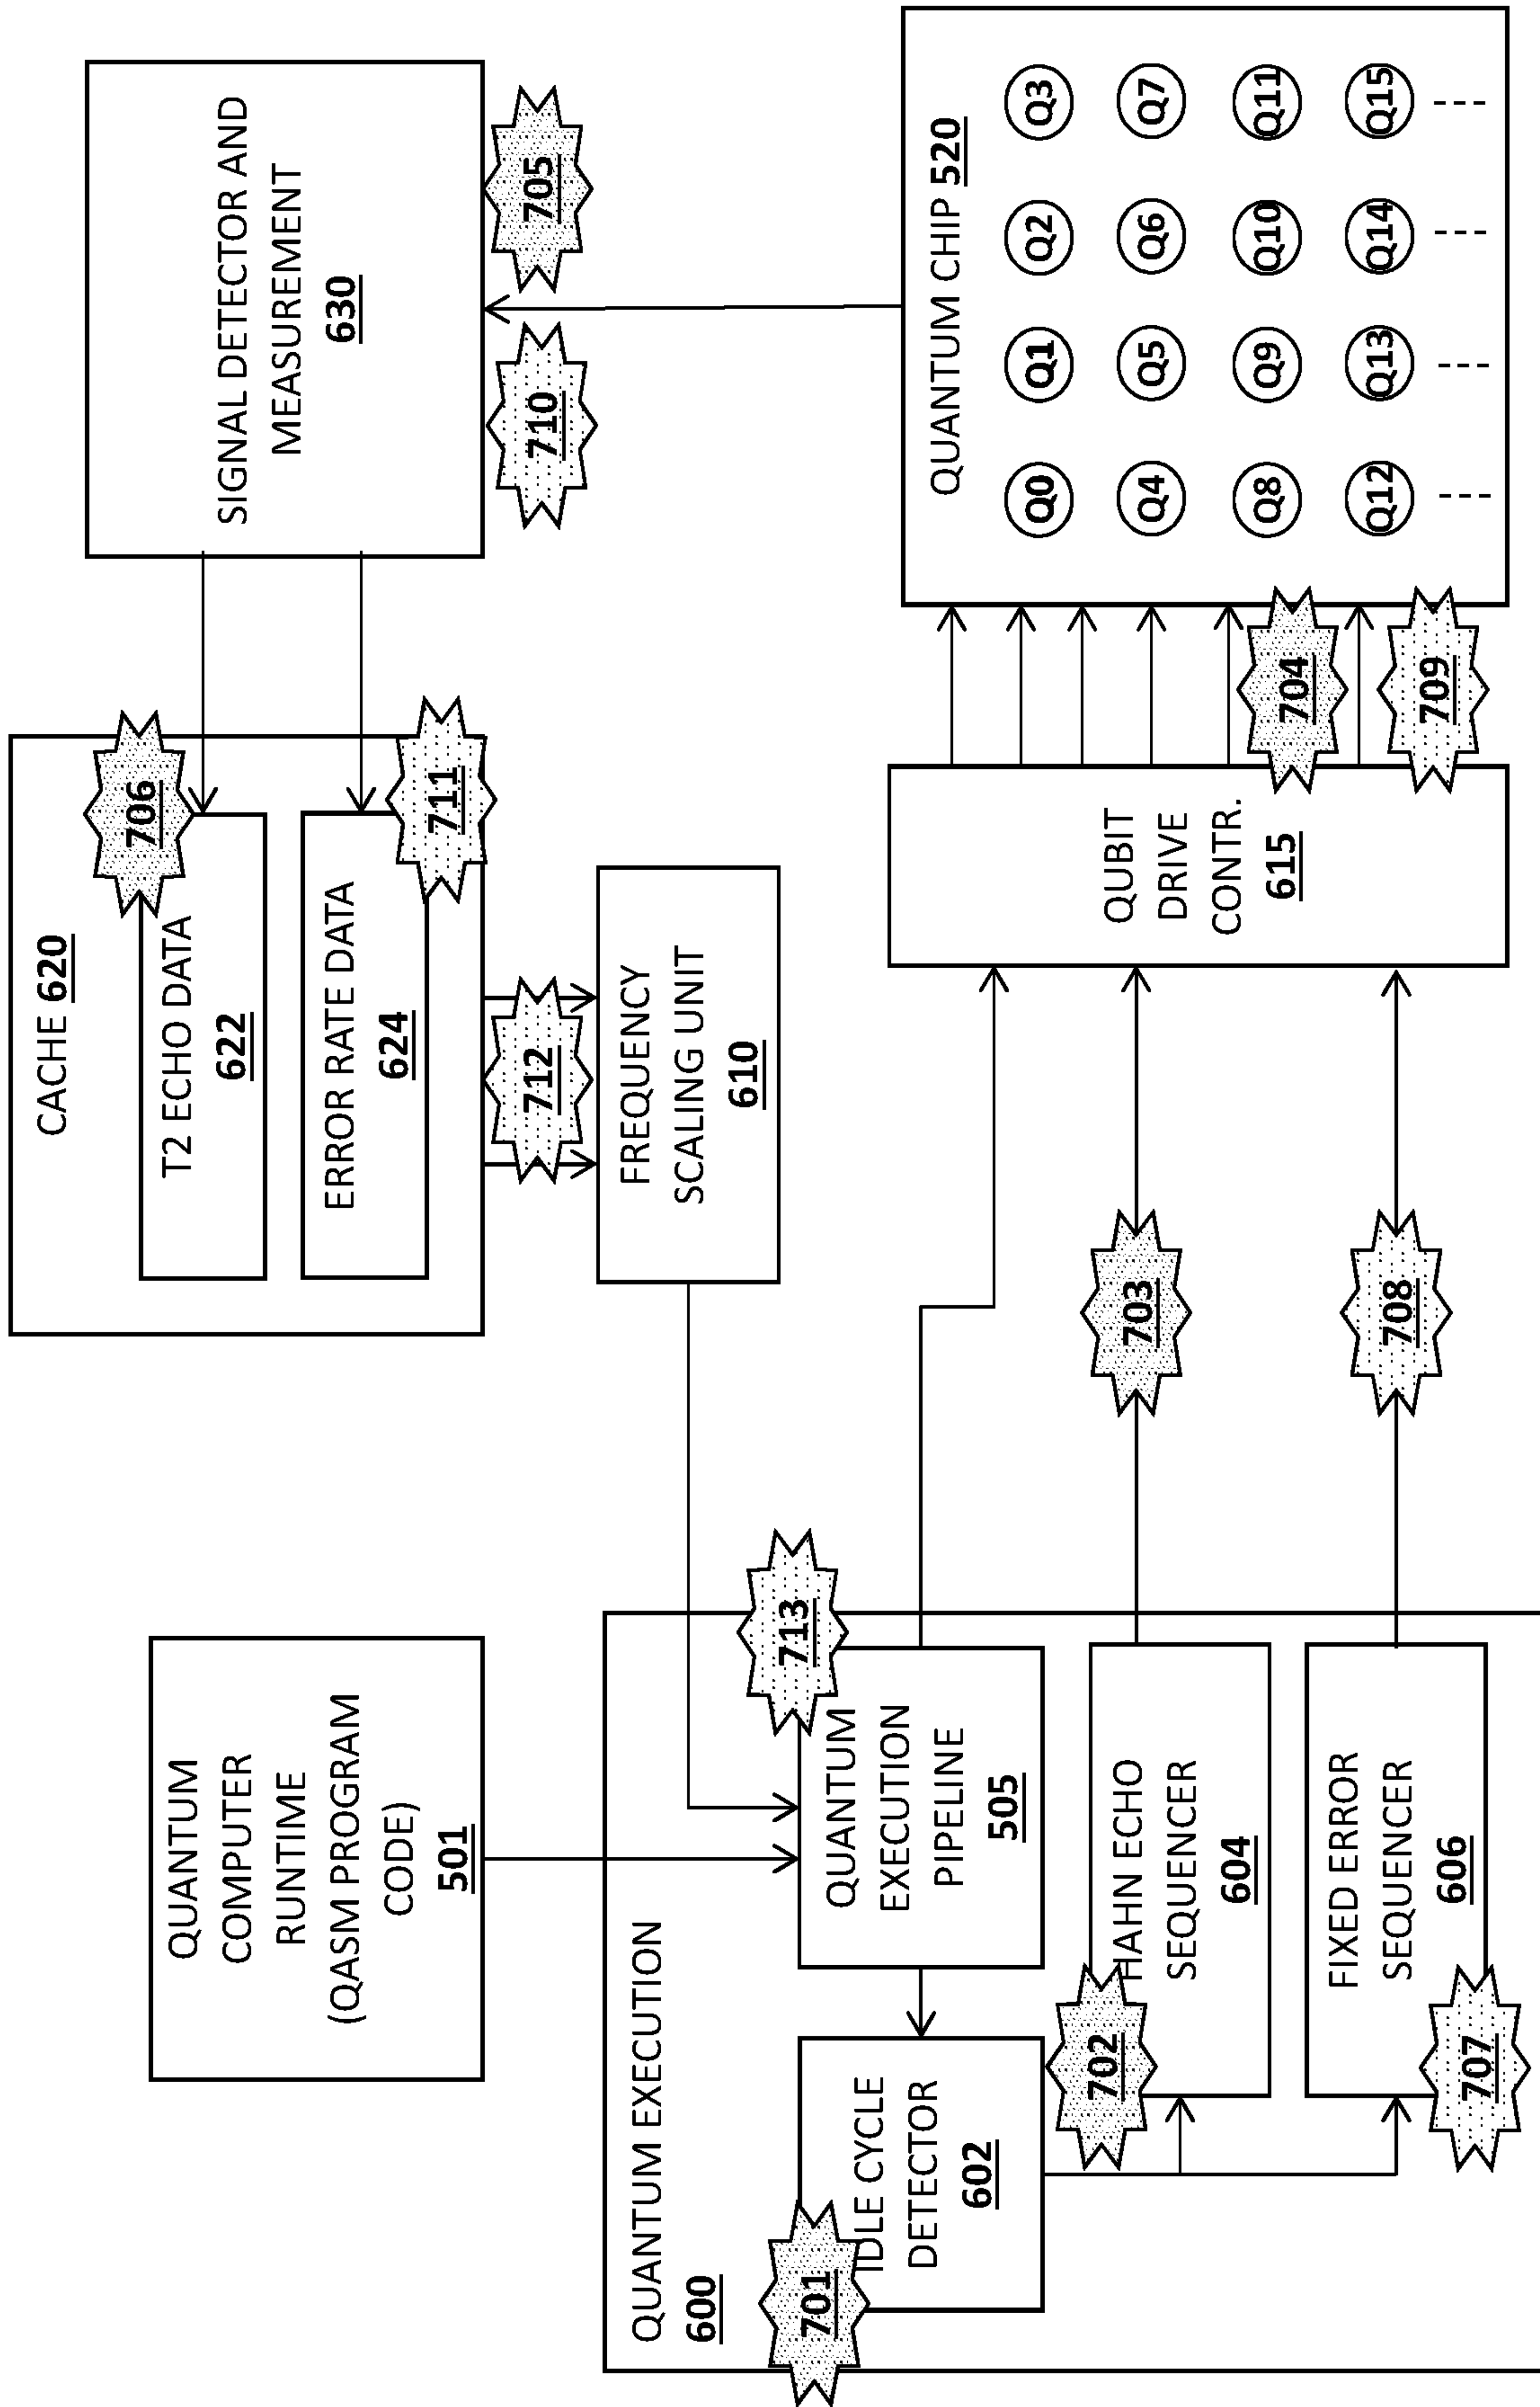 QUANTUM
COMPUTER
RUNTIME
(QASM PROGRAM
CODE)
501
CACHE 620
706
T2 ECHO DATA
622
ERROR RATE DATA
624
711
SIGNAL DETECTOR AND
MEASUREMENT
630
712
710
705
FREQUENCY
SCALING UNIT
610
QUANTUM EXECUTION
600
713
701
IDLE CYCLE
DETECTOR
602
QUANTUM
EXECUTION
PIPELINE
505
702
HAHN ECHO
SEQUENCER
604
703
707
FIXED ERROR
SEQUENCER
606
708
QUBIT
DRIVE
CONTR.
615
704
709
QUANTUM CHIP 520
Q0 Q1 Q2 Q3
Q4 Q5 Q6 Q7
Q8 Q9 Q10 Q11
Q12 Q13 Q14 Q15